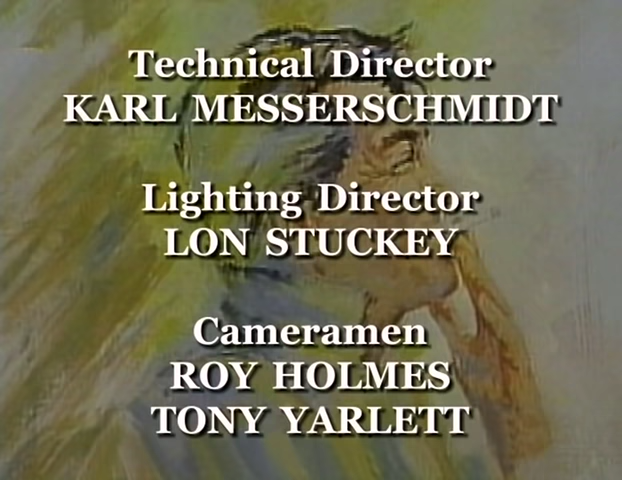 Technical Director
KARL MESSERSCHMIDT
Lighting Director
LON STUCKEY
Cameramen
ROY HOLMES
TONY YARLETT